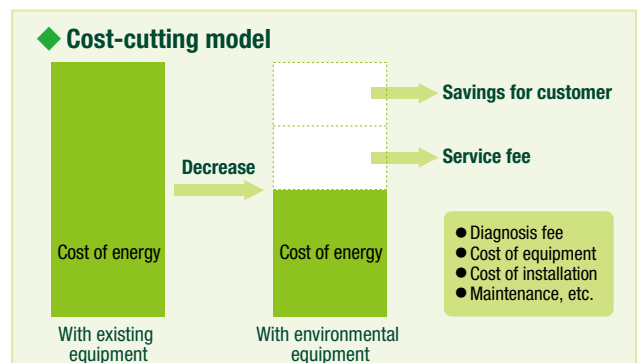 Cost-cutting model
Savings for customer
Decrease
Service fee
Cost of energy
Cost of energy
● Diagnosis fee
● Cost of equipment
● Cost of installation
● Maintenance, etc.
With existing
equipment
With environmental
equipment